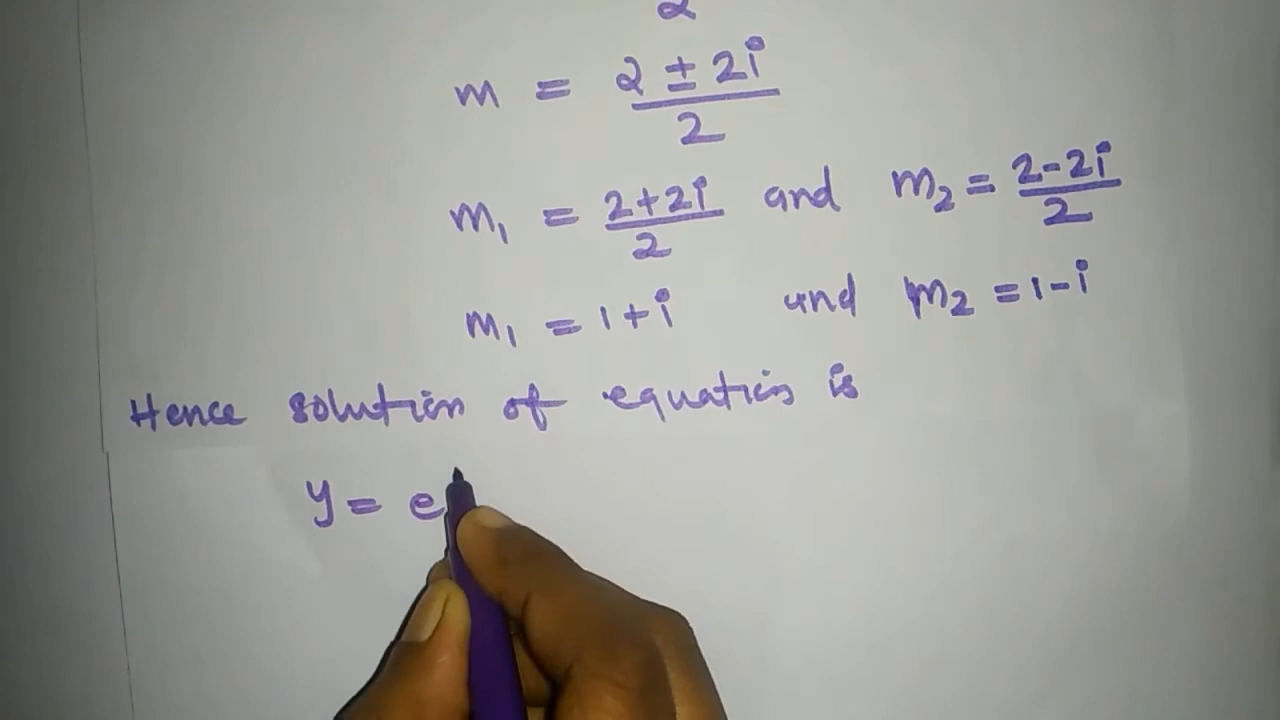 2
m = 2 ± 2i / 2
m₁ = 2+2i / 2 and m₂ = 2-2i / 2
m₁ = 1+i and m₂ = 1-i
Hence solution of equation is
y = e